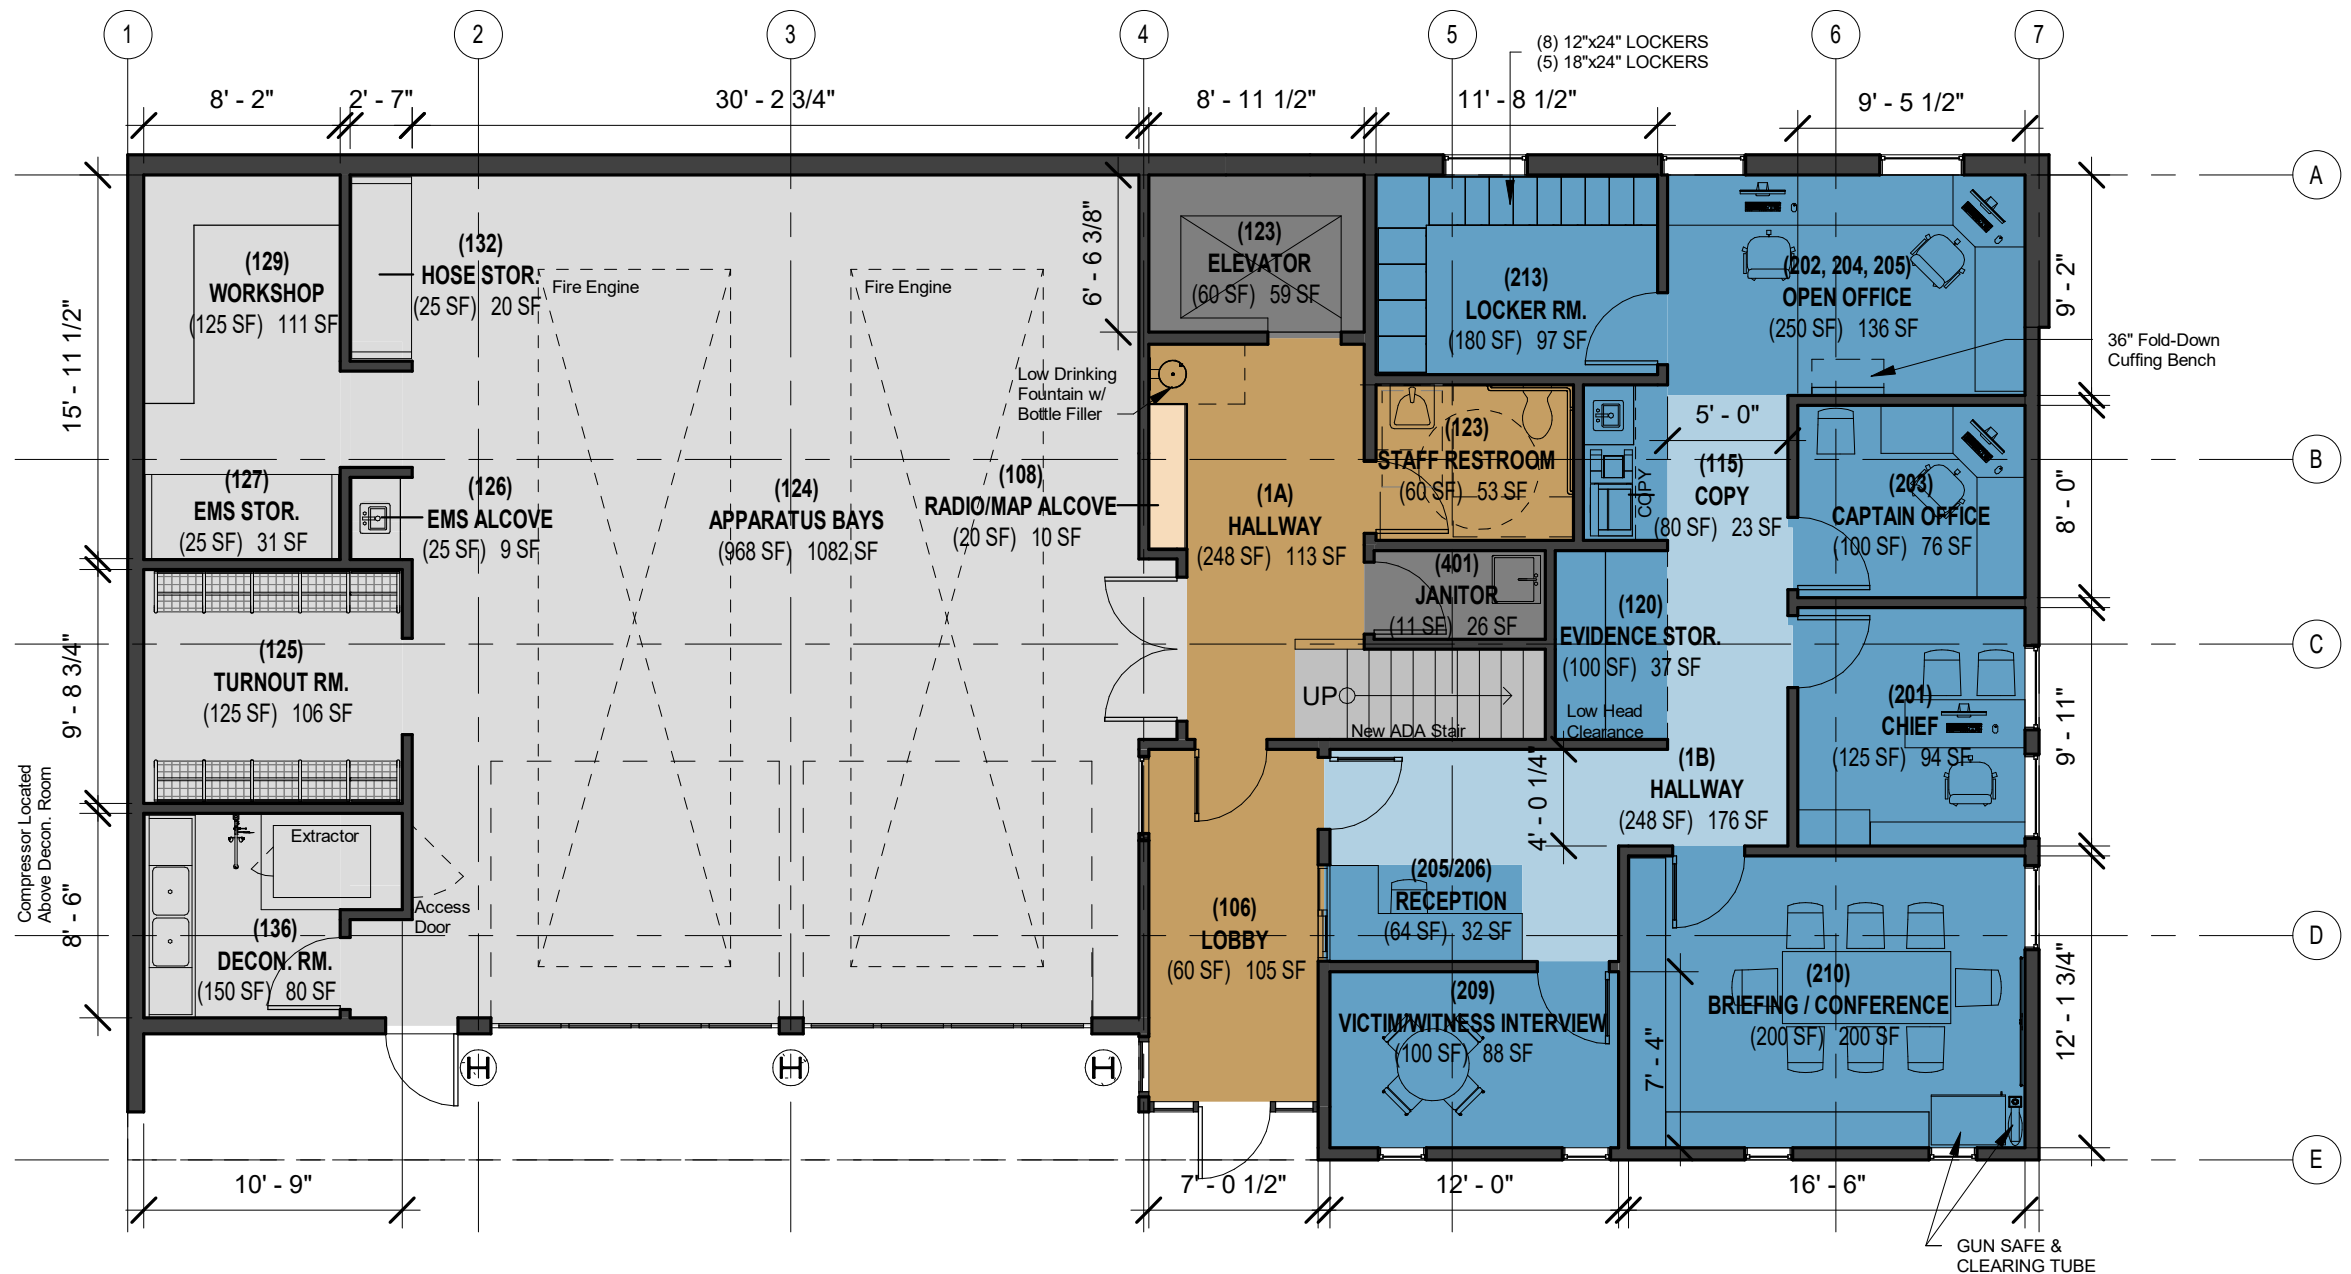 1
2
3
4
5
6
7
(8) 12"x24" LOCKERS
(5) 18"x24" LOCKERS
8' - 2"
2' - 7"
30' - 2 3/4"
8' - 11 1/2"
11' - 8 1/2"
9' - 5 1/2"
A
B
C
D
E
15' - 11 1/2"
9' - 8 3/4"
8' - 6"
Compressor Located
Above Decon. Room
(129)
WORKSHOP
(125 SF) 111 SF
(132)
HOSE STOR.
(25 SF) 20 SF
Fire Engine
Fire Engine
6' - 6 3/8"
(123)
ELEVATOR
(60 SF) 59 SF
(213)
LOCKER RM.
(180 SF) 97 SF
(202, 204, 205)
OPEN OFFICE
(250 SF) 136 SF
9' - 2"
36" Fold-Down
Cuffing Bench
Low Drinking
Fountain w/
Bottle Filler
5' - 0"
(127)
EMS STOR.
(25 SF) 31 SF
(126)
EMS ALCOVE
(25 SF) 9 SF
(124)
APPARATUS BAYS
(968 SF) 1082 SF
(108)
RADIO/MAP ALCOVE
(20 SF) 10 SF
(1A)
HALLWAY
(248 SF) 113 SF
(123)
STAFF RESTROOM
(60 SF) 53 SF
COPY
(115)
COPY
(80 SF) 23 SF
(203)
CAPTAIN OFFICE
(100 SF) 76 SF
8' - 0"
(401)
JANITOR
(11 SF) 26 SF
(120)
EVIDENCE STOR.
(100 SF) 37 SF
Low Head
Clearance
(125)
TURNOUT RM.
(125 SF) 106 SF
UP
New ADA Stair
(201)
CHIEF
(125 SF) 94 SF
9' - 11"
4' - 0 1/4"
(1B)
HALLWAY
(248 SF) 176 SF
Extractor
Access
Door
(136)
DECON. RM.
(150 SF) 80 SF
(106)
LOBBY
(60 SF) 105 SF
(205/206)
RECEPTION
(64 SF) 32 SF
(209)
VICTIM/WITNESS INTERVIEW
(100 SF) 88 SF
7' - 4"
(210)
BRIEFING / CONFERENCE
(200 SF) 200 SF
12' - 1 3/4"
H
H
H
10' - 9"
7' - 0 1/2"
12' - 0"
16' - 6"
GUN SAFE &
CLEARING TUBE